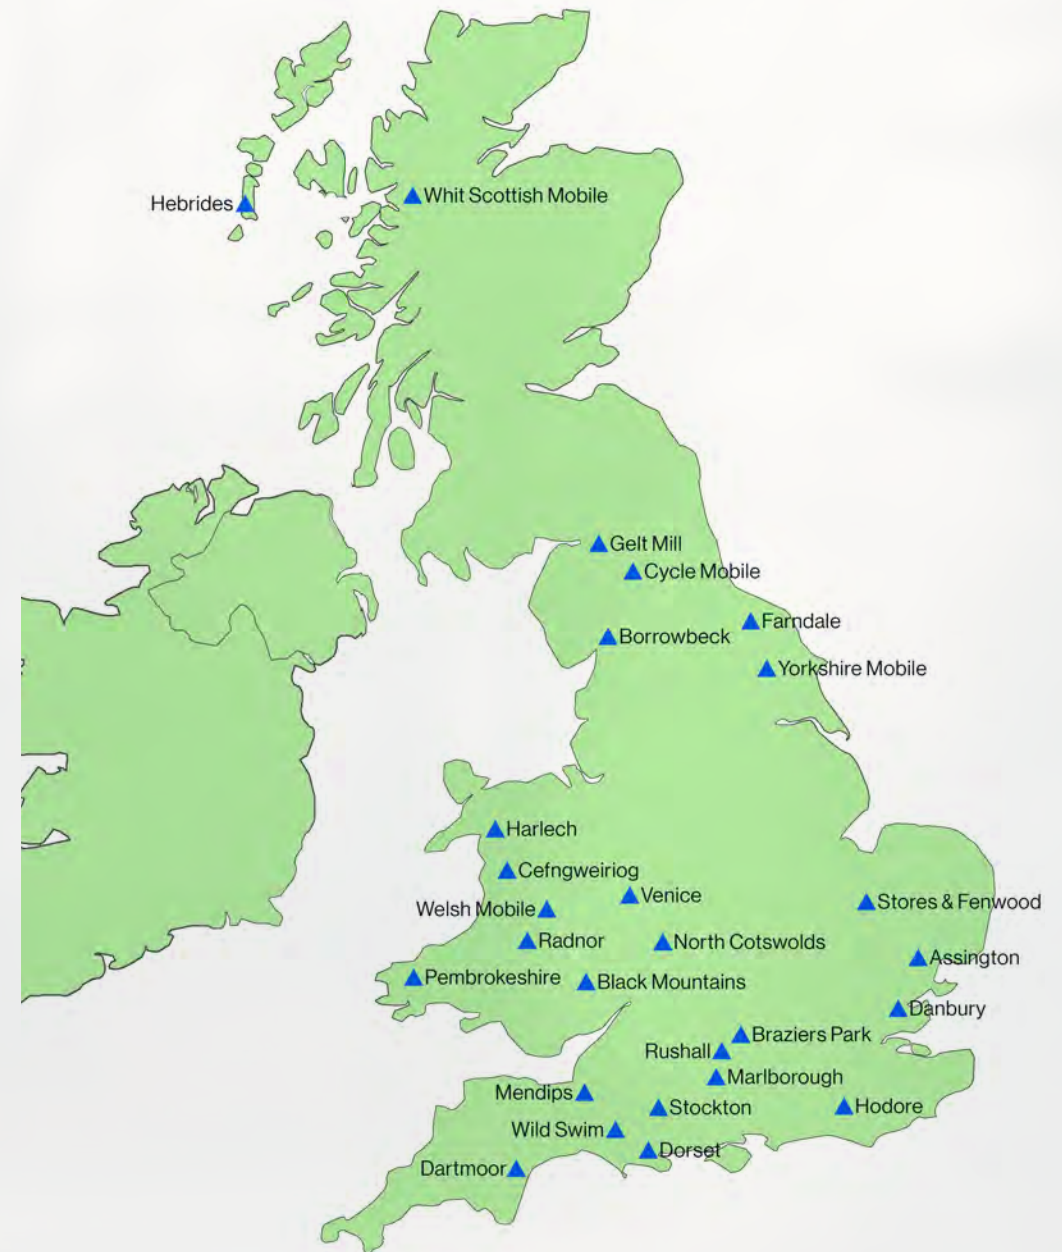 Whit Scottish Mobile
Hebrides
Gelt Mill
Cycle Mobile
Farndale
Borrowbeck
Yorkshire Mobile
Harlech
Cefngweiriog
Venice
Stores & Fenwood
Welsh Mobile
Radnor
North Cotswolds
Assington
Pembrokeshire
Black Mountains
Danbury
Braziers Park
Rushall
Marlborough
Mendips
Stockton
Hodore
Wild Swim
Dorset
Dartmoor